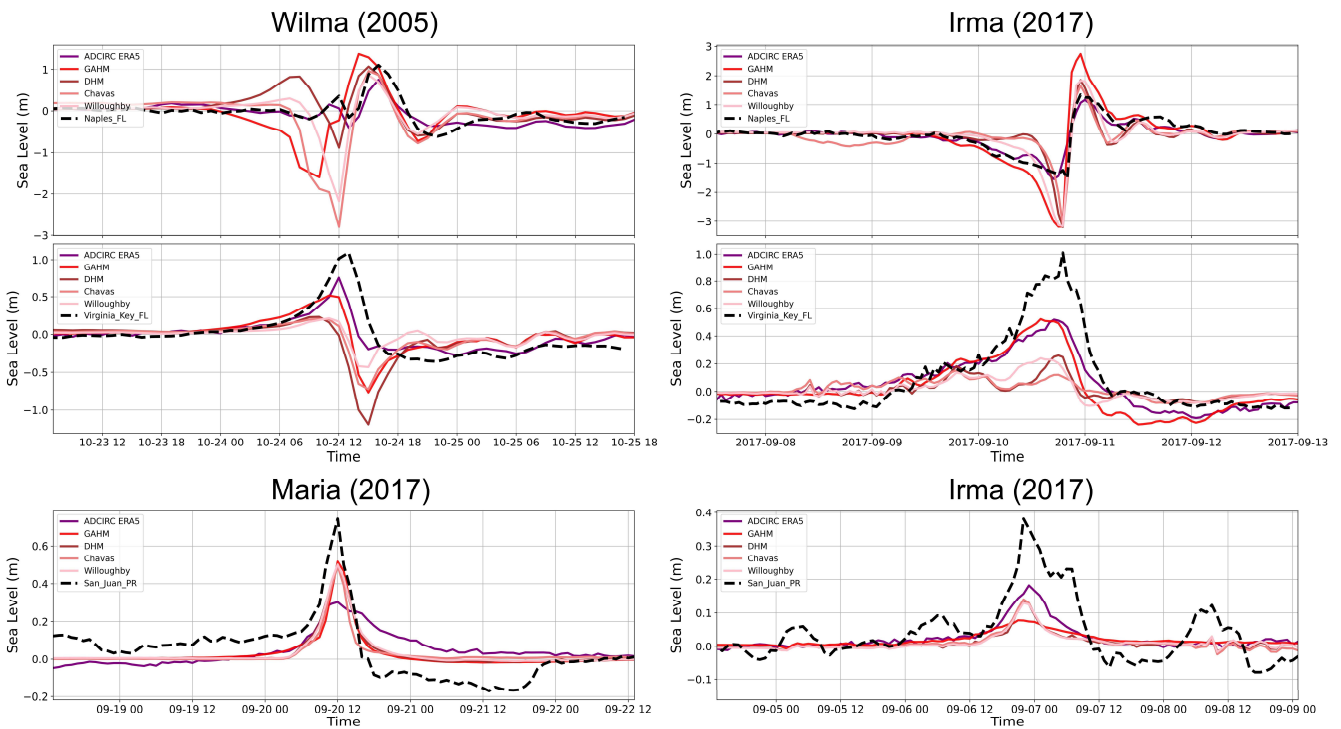 Wilma (2005)
Irma (2017)
Sea Level (m)
1
0
−1
−2
−3
ADCIRC ERA5
GAHM
DHM
Chavas
Willoughby
Naples_FL
Sea Level (m)
3
2
1
0
−1
−2
−3
ADCIRC ERA5
GAHM
DHM
Chavas
Willoughby
Naples_FL
Sea Level (m)
1.0
0.5
0.0
−0.5
−1.0
ADCIRC ERA5
GAHM
DHM
Chavas
Willoughby
Virginia_Key_FL
10-23 12 10-23 18 10-24 00 10-24 06 10-24 12 10-24 18 10-25 00 10-25 06 10-25 12 10-25 18
Time
Sea Level (m)
1.0
0.8
0.6
0.4
0.2
0.0
−0.2
ADCIRC ERA5
GAHM
DHM
Chavas
Willoughby
Virginia_Key_FL
2017-09-08 2017-09-09 2017-09-10 2017-09-11 2017-09-12 2017-09-13
Time
Maria (2017)
Irma (2017)
Sea Level (m)
0.6
0.4
0.2
0.0
−0.2
ADCIRC ERA5
GAHM
DHM
Chavas
Willoughby
San_Juan_PR
09-19 00 09-19 12 09-20 00 09-20 12 09-21 00 09-21 12 09-22 00 09-22 12
Time
Sea Level (m)
0.4
0.3
0.2
0.1
0.0
−0.1
ADCIRC ERA5
GAHM
DHM
Chavas
Willoughby
San_Juan_PR
09-05 00 09-05 12 09-06 00 09-06 12 09-07 00 09-07 12 09-08 00 09-08 12 09-09 00
Time